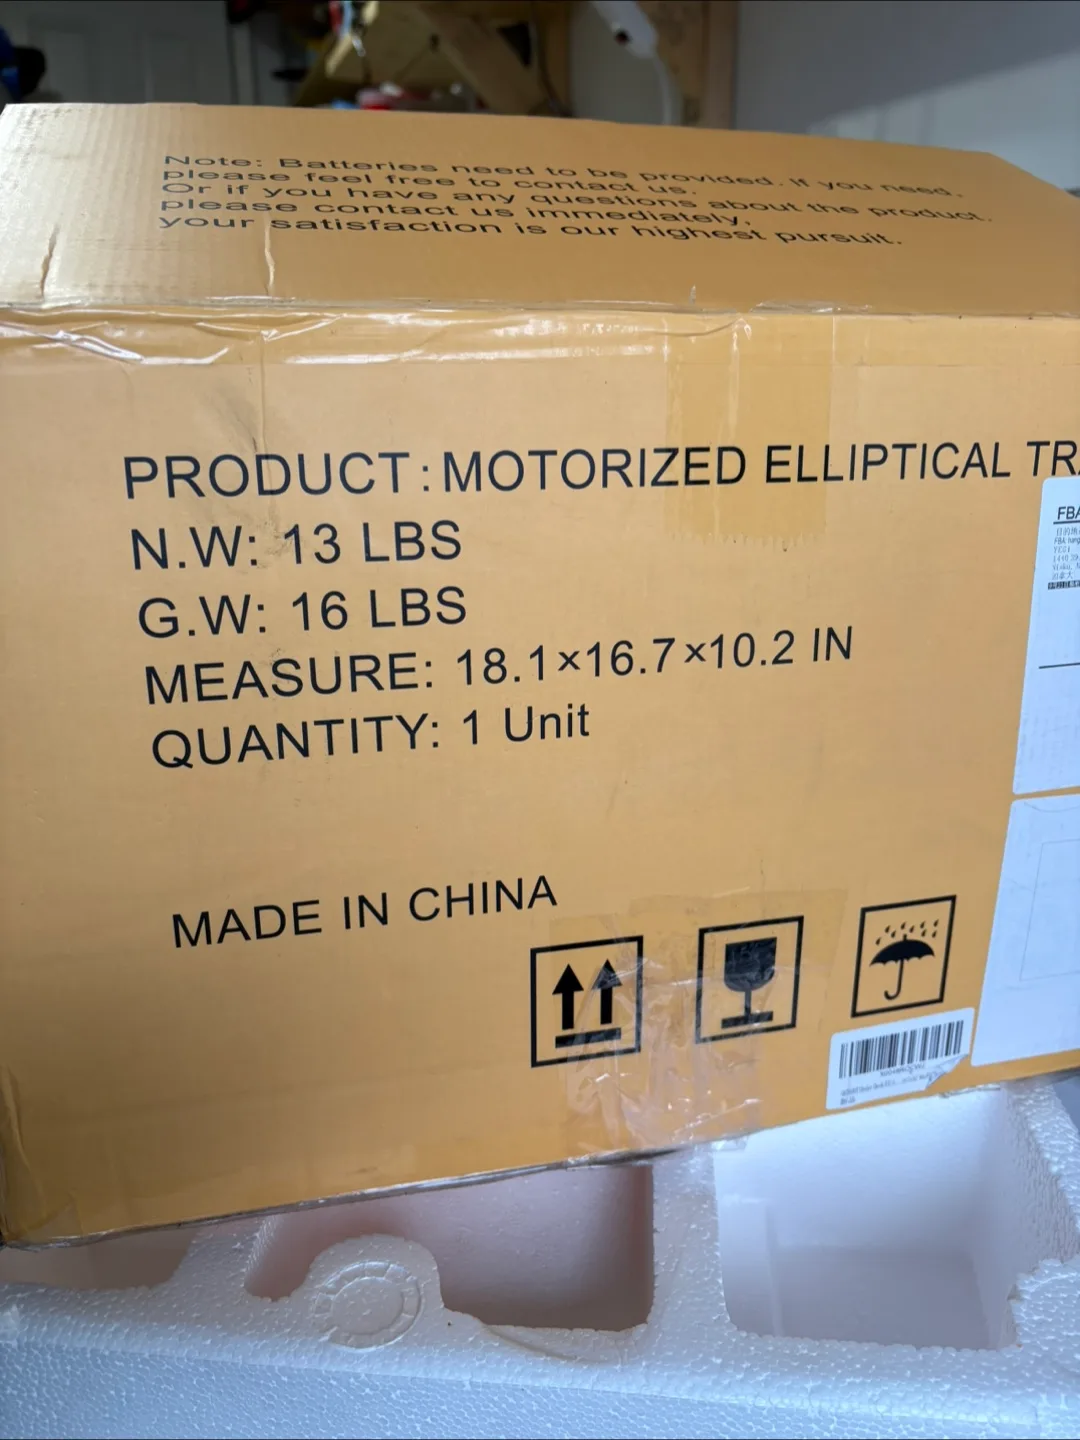 Note: Batteries need to be provided. If you need,
please feel free to contact us.
Or if you have any questions about the product.
please contact us immediately,
your satisfaction is our highest pursuit.
PRODUCT: MOTORIZED ELLIPTICAL TR
N.W: 13 LBS
G.W: 16 LBS
MEASURE: 18.1×16.7×10.2 IN
QUANTITY: 1 Unit
MADE IN CHINA
FBA